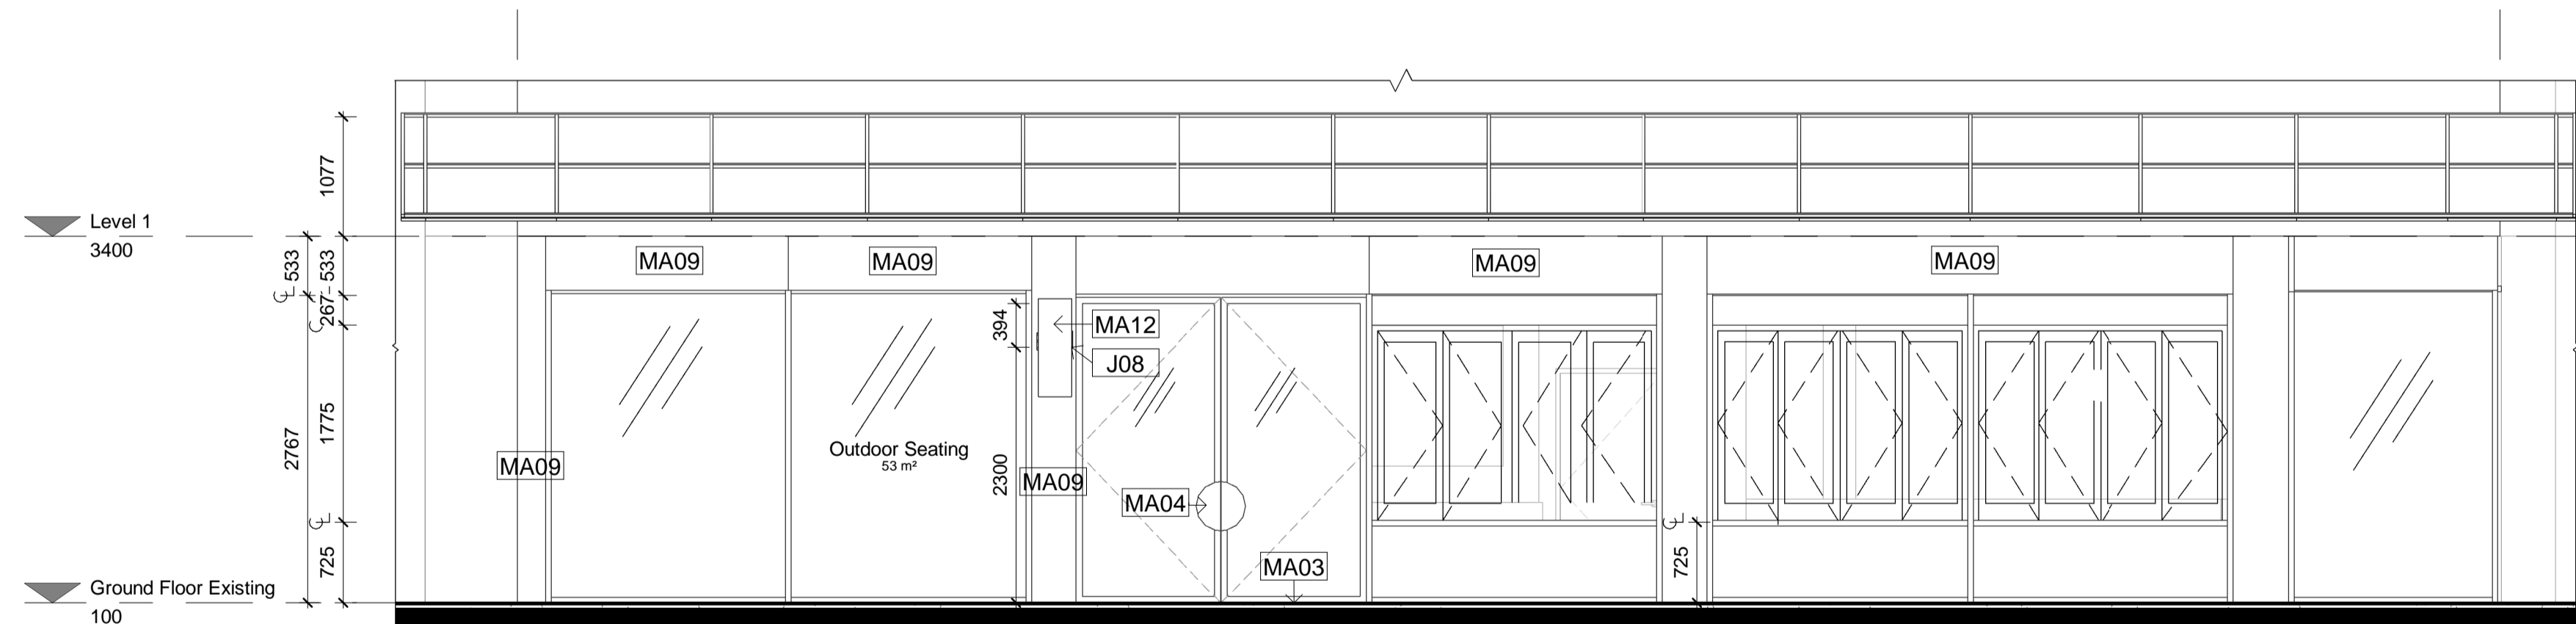 1077
Level 1
3400
533
533
MA09
MA09
MA09
MA09
267
394
MA12
J08
2767
1775
Outdoor Seating
53 m²
MA09
2300
MA09
MA04
725
725
MA03
Ground Floor Existing
100